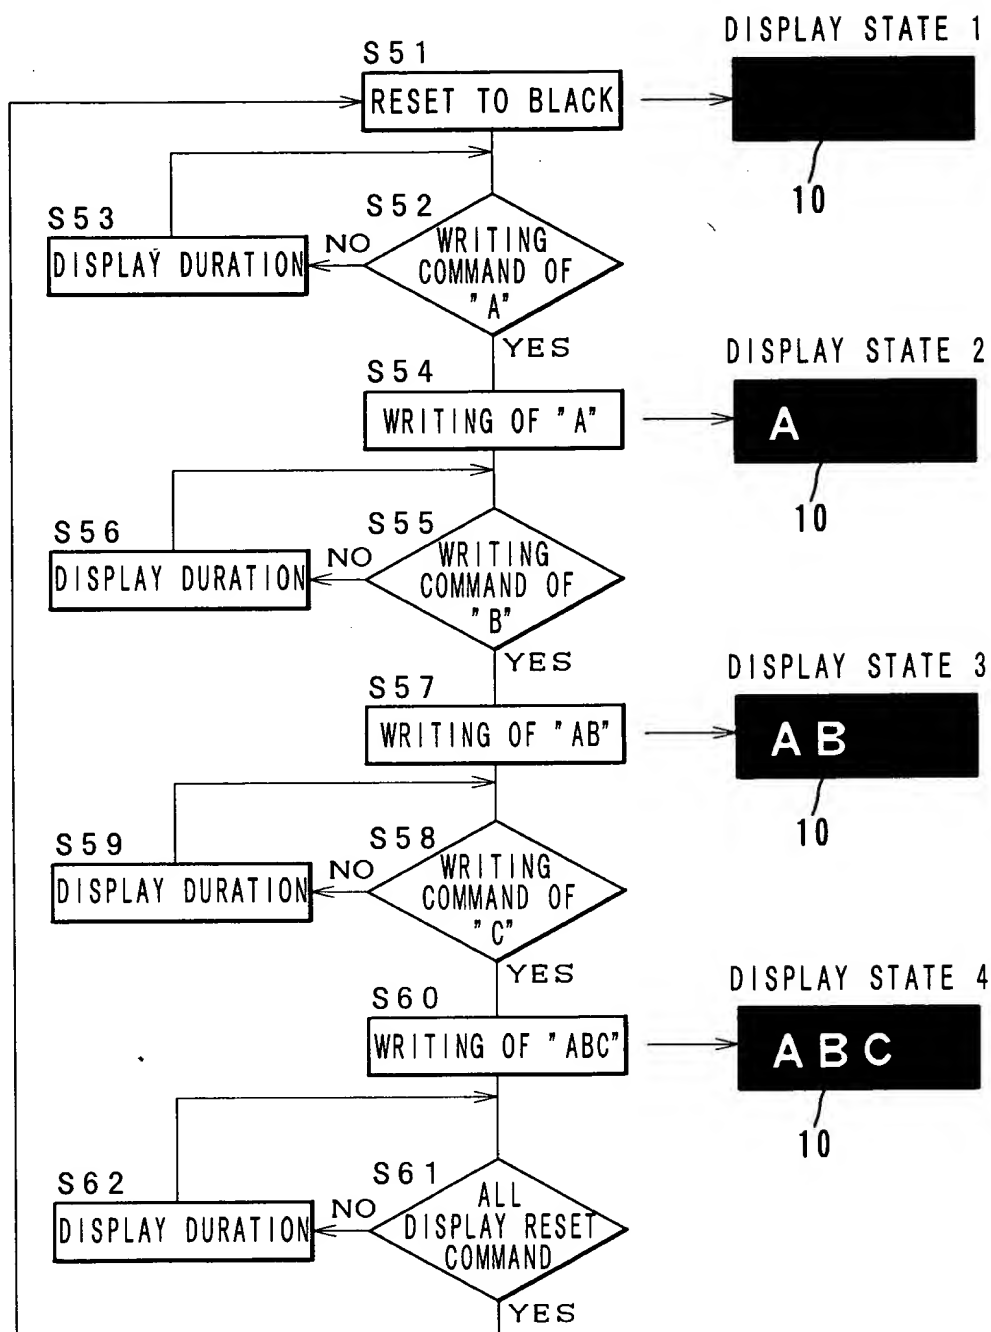 DISPLAY STATE 1
S51
RESET TO BLACK
10
S52
S53
NO
WRITING
COMMAND OF
"A"
DISPLAY DURATION
YES
DISPLAY STATE 2
S54
WRITING OF "A"
A
10
S55
S56
NO
WRITING
COMMAND OF
"B"
DISPLAY DURATION
YES
DISPLAY STATE 3
S57
WRITING OF "AB"
AB
10
S58
S59
NO
WRITING
COMMAND OF
"C"
DISPLAY DURATION
YES
DISPLAY STATE 4
S60
WRITING OF "ABC"
ABC
10
S61
S62
NO
ALL
DISPLAY RESET
COMMAND
DISPLAY DURATION
YES